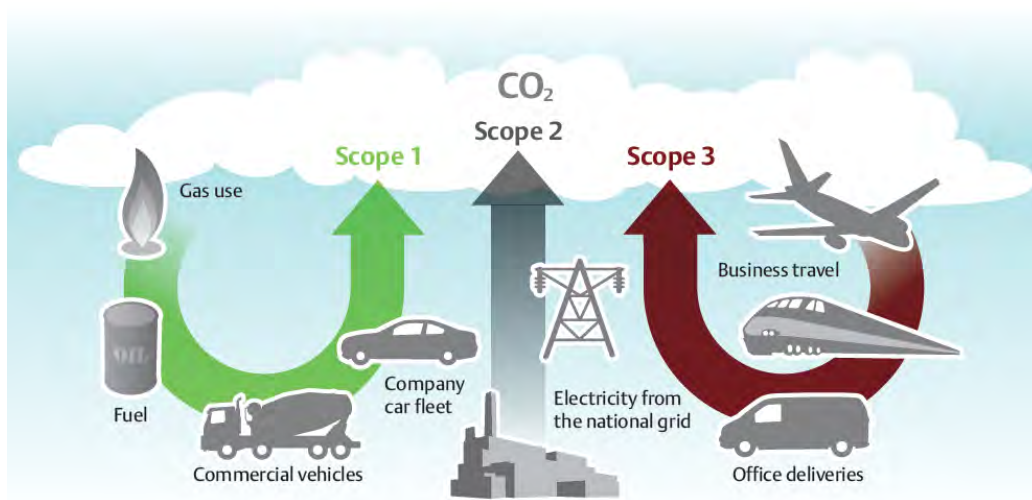 CO₂
Scope 2
Scope 1
Scope 3
Gas use
Business travel
OIL
Company
car fleet
Electricity from
the national grid
Fuel
Commercial vehicles
Office deliveries